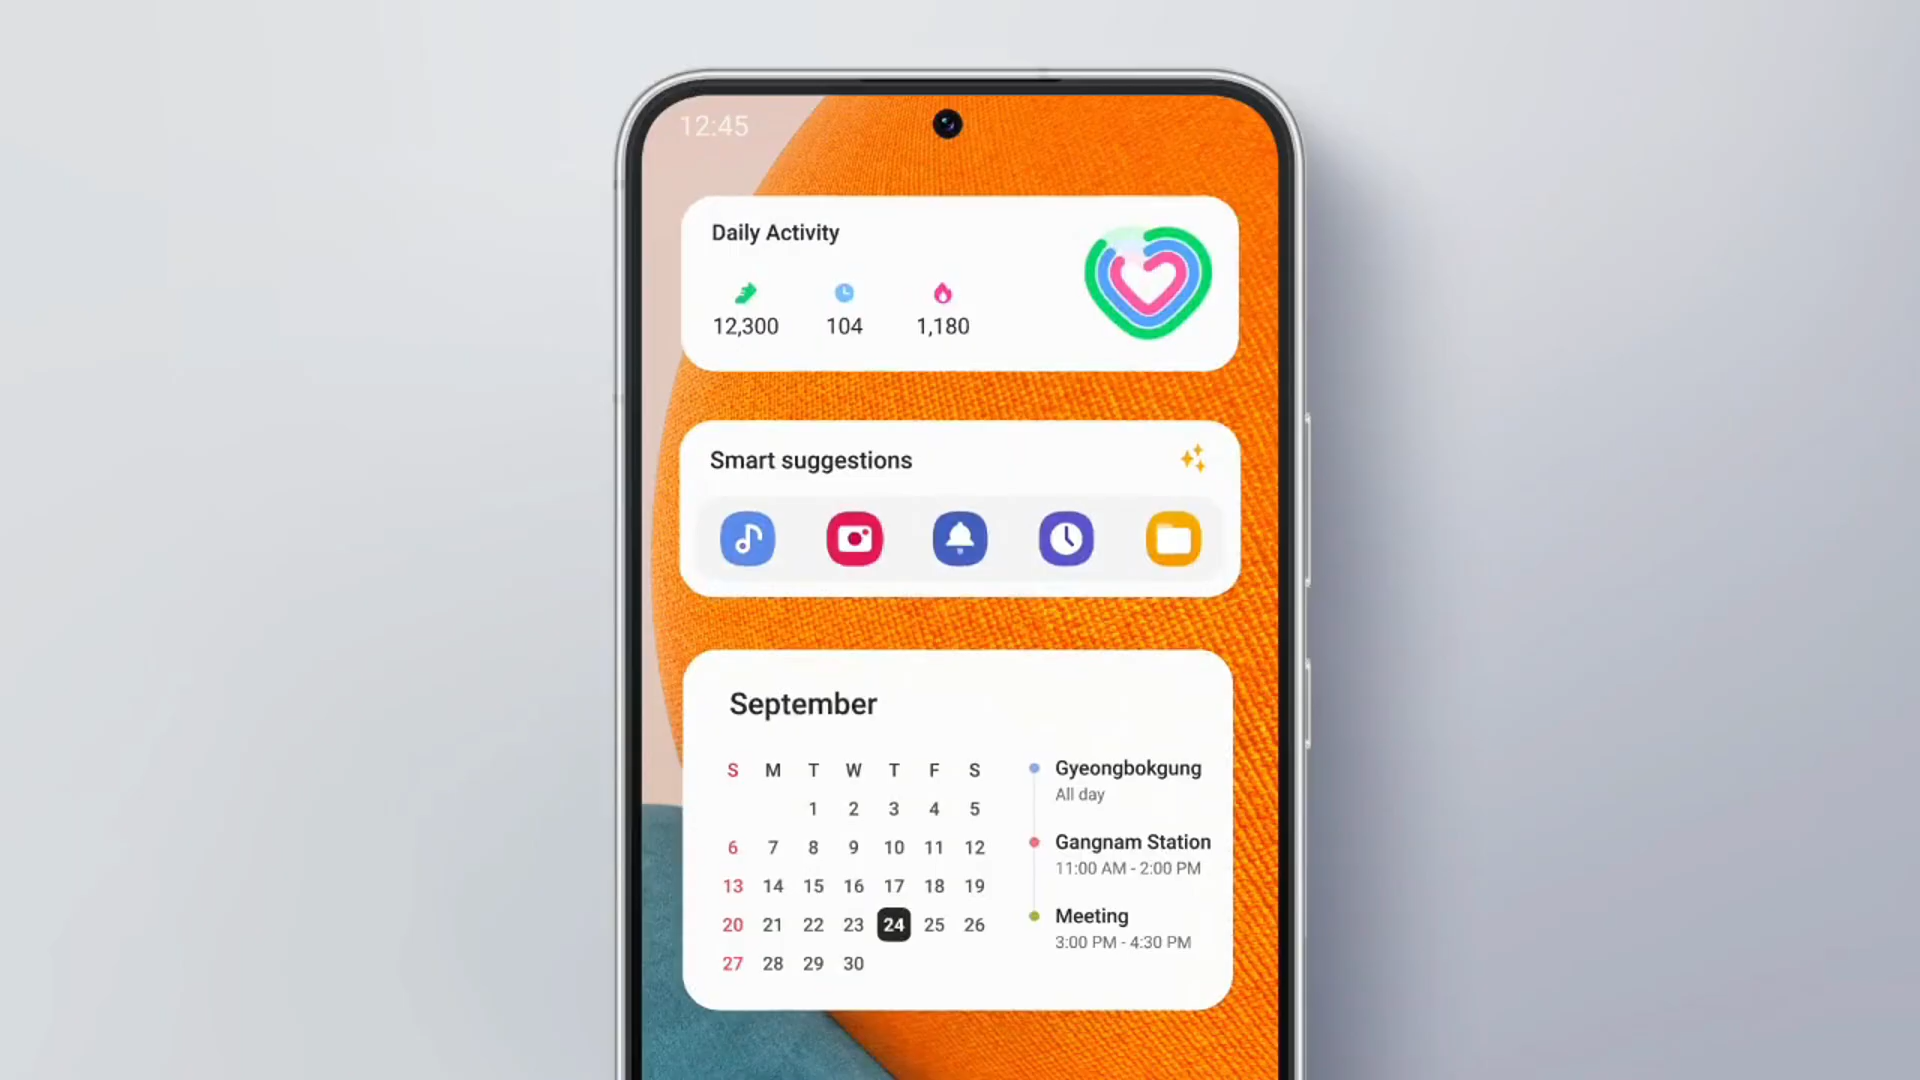 12:45
Daily Activity
12,300 104 1,180
Smart suggestions
September
S M T W T F S
1 2 3 4 5
6 7 8 9 10 11 12
13 14 15 16 17 18 19
20 21 22 23 24 25 26
27 28 29 30
Gyeongbokgung
All day
Gangnam Station
11:00 AM - 2:00 PM
Meeting
3:00 PM - 4:30 PM